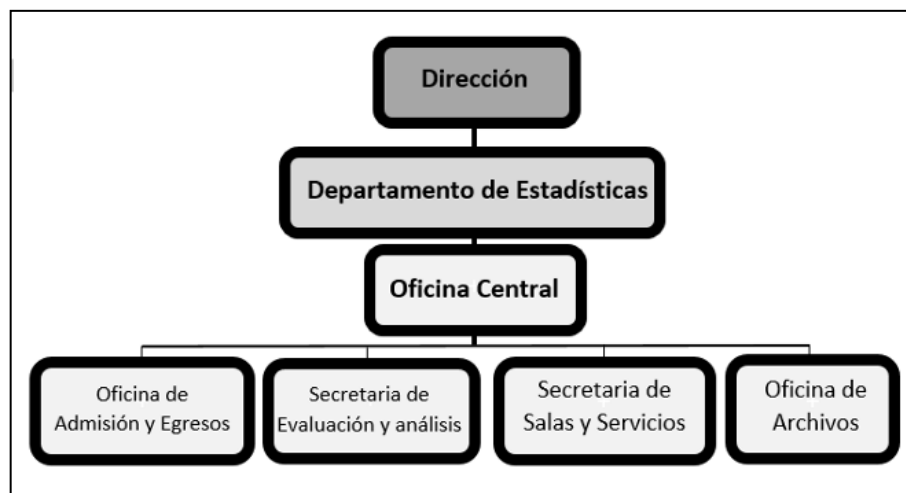 Dirección
Departamento de Estadísticas
Oficina Central
Oficina de
Admisión y Egresos
Secretaria de
Evaluación y análisis
Secretaria de
Salas y Servicios
Oficina de
Archivos